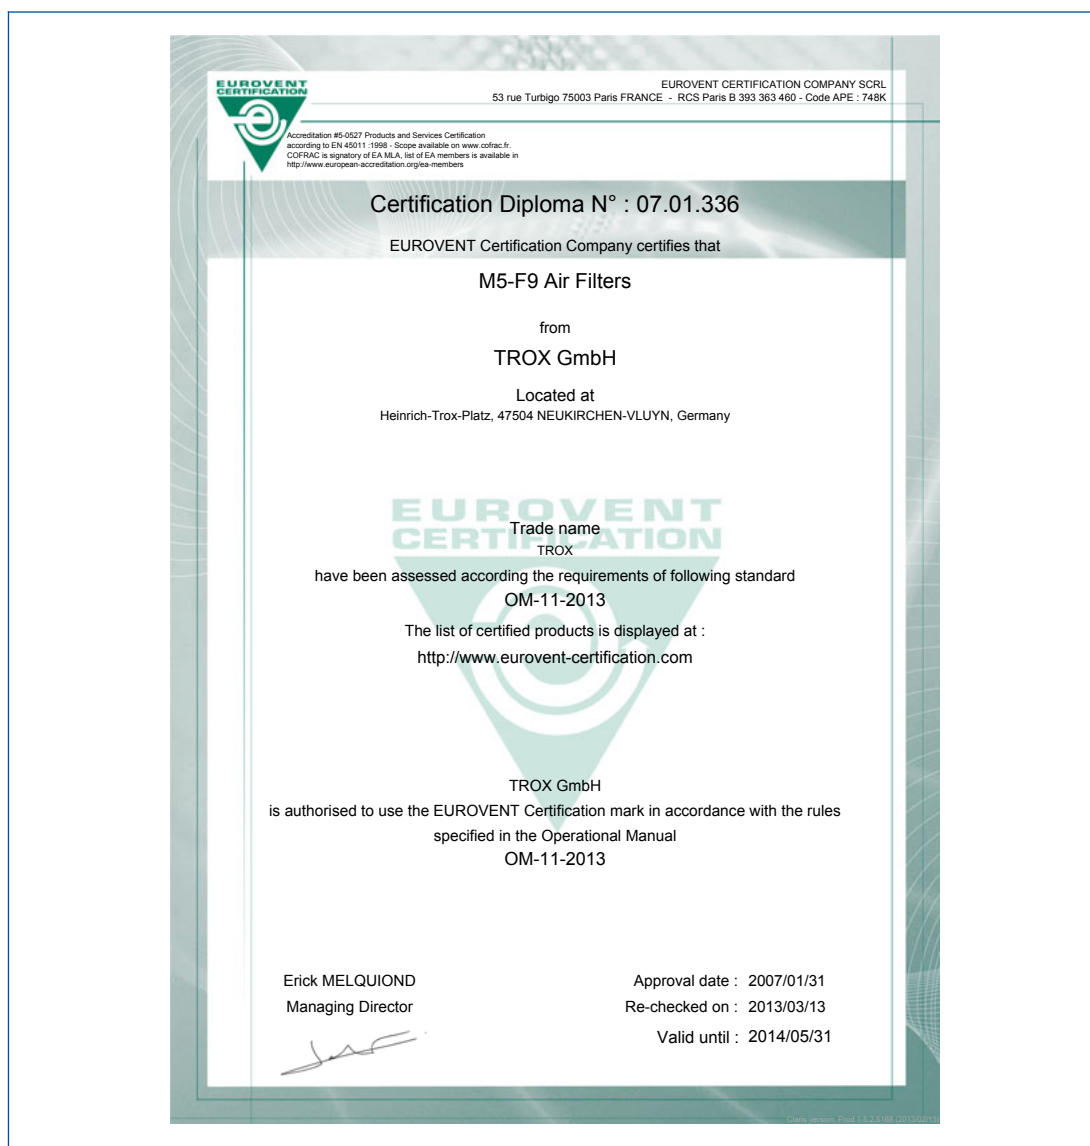 EUROVENT
CERTIFICATION
EUROVENT CERTIFICATION COMPANY SCRL
53 rue Turbigo 75003 Paris FRANCE - RCS Paris B 393 363 460 - Code APE : 748K
Accreditation #5-0527 Products and Services Certification
according to EN 45011 :1998 - Scope available on www.cofrac.fr.
COFRAC is signatory of EA MLA, list of EA members is available in
http://www.european-accreditation.org/ea-members
Certification Diploma N° : 07.01.336
EUROVENT Certification Company certifies that
M5-F9 Air Filters
from
TROX GmbH
Located at
Heinrich-Trox-Platz, 47504 NEUKIRCHEN-VLUYN, Germany
EUROVENT
CERTIFICATION
Trade name
TROX
have been assessed according the requirements of following standard
OM-11-2013
The list of certified products is displayed at :
http://www.eurovent-certification.com
TROX GmbH
is authorised to use the EUROVENT Certification mark in accordance with the rules
specified in the Operational Manual
OM-11-2013
Erick MELQUIOND
Managing Director
Approval date : 2007/01/31
Re-checked on : 2013/03/13
Valid until : 2014/05/31